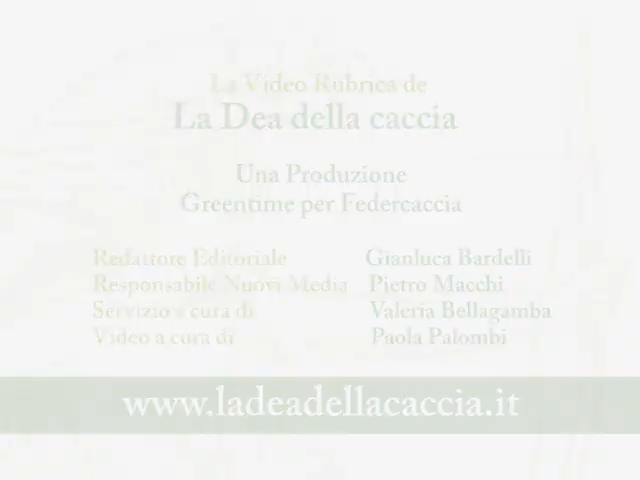 La Video Rubrica de
La Dea della caccia
Una Produzione
Greentime per Federcaccia
Redattore Editoriale Gianluca Bardelli
Responsabile Nuovi Media Pietro Macchi
Servizio a cura di Valeria Bellagamba
Video a cura di Paola Palombi
www.ladeadellacaccia.it